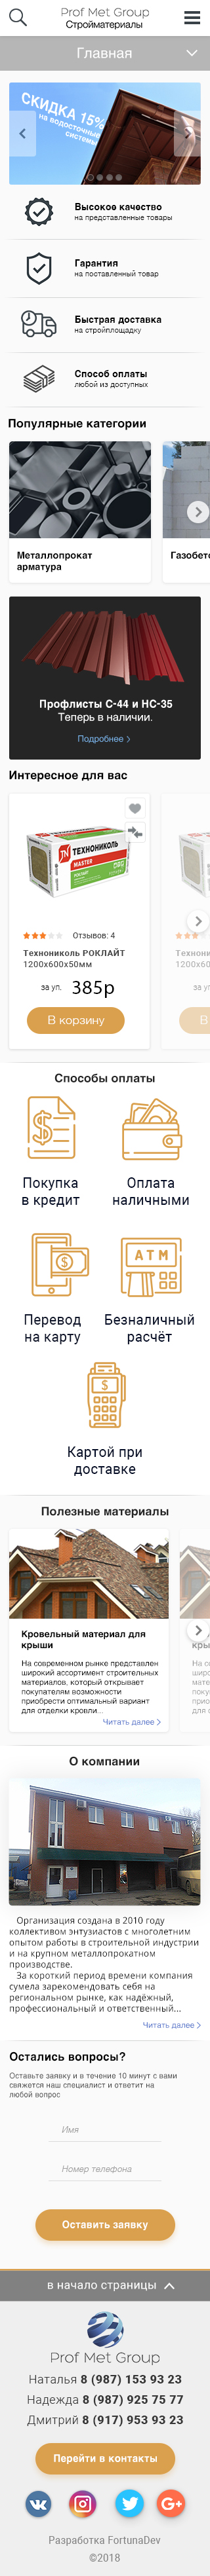 Prof Met Group
Стройматериалы
Главная
СКИДКА 15%
на водосточные
системы
Высокое качество
на представленные товары
Гарантия
на поставленный товар
Быстрая доставка
на стройплощадку
Способ оплаты
любой из доступных
Популярные категории
Металлопрокат
арматура
Газобето
Профлисты С-44 и НС-35
Теперь в наличии.
Подробнее
Интересное для вас
ТЕХНОНИКОЛЬ
MASTER
Отзывов: 4
Технониколь РОКЛАЙТ
1200х600х50мм
за уп. 385р
В корзину
Технони
1200х60
за у
В
Способы оплаты
Покупка
в кредит
Оплата
наличными
ATM
Перевод
на карту
Безналичный
расчёт
Картой при
доставке
Полезные материалы
Кровельный материал для
крыши
На современном рынке представлен
широкий ассортимент строительных
материалов, который открывает
покупателям возможности
приобрести оптимальный вариант
для отделки кровли...
Читать далее
О компании
Организация создана в 2010 году
коллективом энтузиастов с многолетним
опытом работы в строительной индустрии
и на крупном металлопрокатном
производстве.
За короткий период времени компания
сумела зарекомендовать себя на
региональном рынке, как надёжный,
профессиональный и ответственный...
Читать далее
Остались вопросы?
Оставьте заявку и в течение 10 минут с вами
свяжется наш специалист и ответит на
любой вопрос
Имя
Номер телефона
Оставить заявку
в начало страницы
Prof Met Group
Наталья 8 (987) 153 93 23
Надежда 8 (987) 925 75 77
Дмитрий 8 (917) 953 93 23
Перейти в контакты
G+
Разработка FortunaDev
©2018